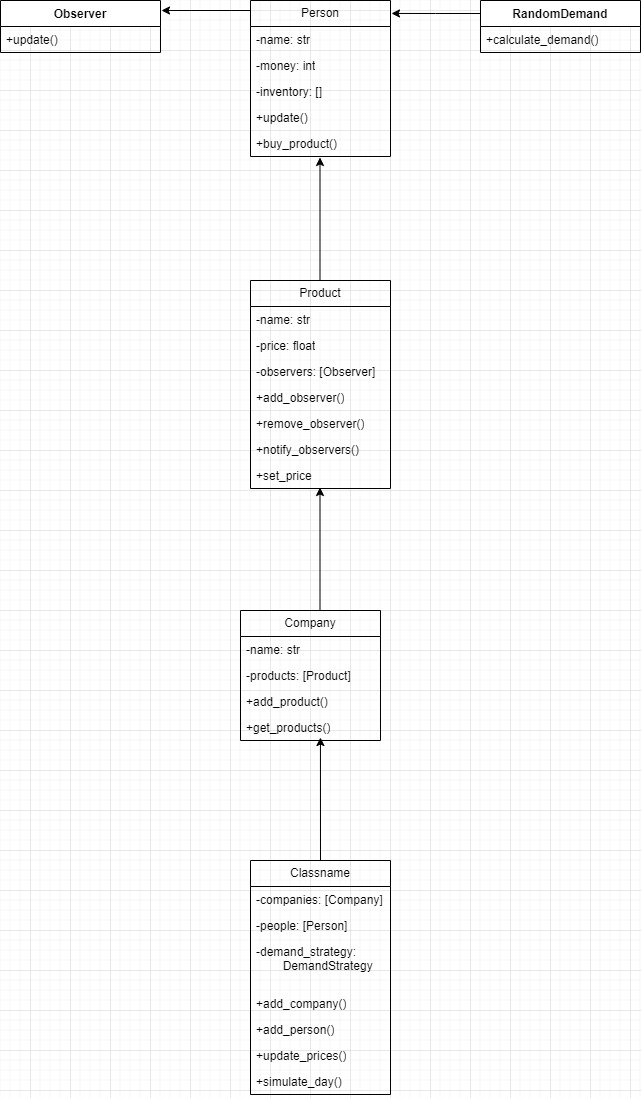 Observer
+update()
Person
-name: str
-money: int
-inventory: []
+update()
+buy_product()
RandomDemand
+calculate_demand()
Product
-name: str
-price: float
-observers: [Observer]
+add_observer()
+remove_observer()
+notify_observers()
+set_price
Company
-name: str
-products: [Product]
+add_product()
+get_products()
Classname
-companies: [Company]
-people: [Person]
-demand_strategy:
DemandStrategy
+add_company()
+add_person()
+update_prices()
+simulate_day()